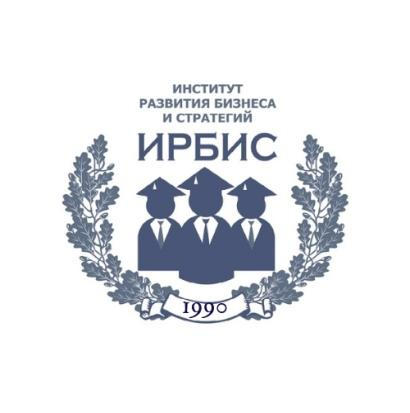 ИНСТИТУТ
РАЗВИТИЯ БИЗНЕСА
И СТРАТЕГИЙ
ИРБИС
1990